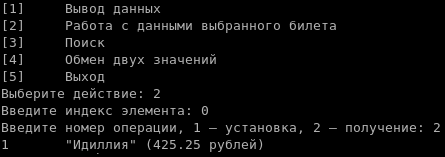 [1]     Вывод данных
[2]     Работа с данными выбранного билета
[3]     Поиск
[4]     Обмен двух значений
[5]     Выход
Выберите действие: 2
Введите индекс элемента: 0
Введите номер операции, 1 — установка, 2 — получение: 2
1       "Идиллия" (425.25 рублей)